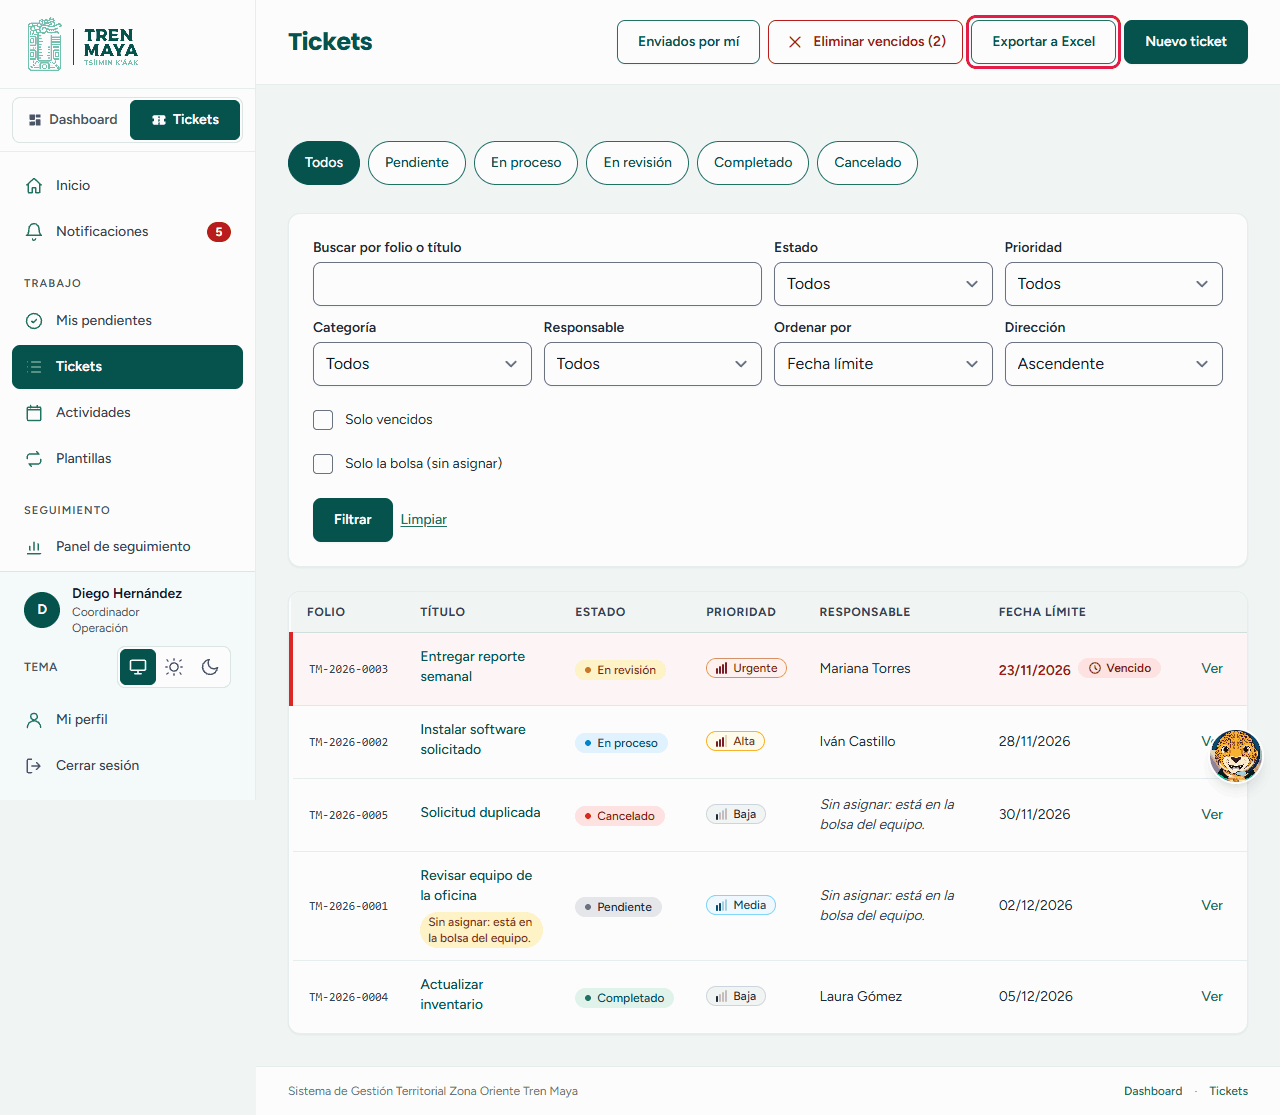 TREN
MAYA
TSÍIMIN K'ÁAK
Tickets
Enviados por mí
Eliminar vencidos (2)
Exportar a Excel
Nuevo ticket
Dashboard
Tickets
Inicio
Notificaciones
5
TRABAJO
Mis pendientes
Tickets
Actividades
Plantillas
SEGUIMIENTO
Panel de seguimiento
D
Diego Hernández
Coordinador
Operación
TEMA
Mi perfil
Cerrar sesión
Todos
Pendiente
En proceso
En revisión
Completado
Cancelado
Buscar por folio o título
Estado
Prioridad
Todos
Todos
Categoría
Responsable
Ordenar por
Dirección
Todos
Todos
Fecha límite
Ascendente
Solo vencidos
Solo la bolsa (sin asignar)
Filtrar
Limpiar
FOLIO TÍTULO ESTADO PRIORIDAD RESPONSABLE FECHA LÍMITE
TM-2026-0003
Entregar reporte
semanal
En revisión
Urgente
Mariana Torres
23/11/2026
Vencido
Ver
TM-2026-0002
Instalar software
solicitado
En proceso
Alta
Iván Castillo
28/11/2026
TM-2026-0005
Solicitud duplicada
Cancelado
Baja
Sin asignar: está en la
bolsa del equipo.
30/11/2026
Ver
TM-2026-0001
Revisar equipo de
la oficina
Sin asignar: está en
la bolsa del equipo.
Pendiente
Media
Sin asignar: está en la
bolsa del equipo.
02/12/2026
Ver
TM-2026-0004
Actualizar
inventario
Completado
Baja
Laura Gómez
05/12/2026
Ver
Sistema de Gestión Territorial Zona Oriente Tren Maya
Dashboard · Tickets